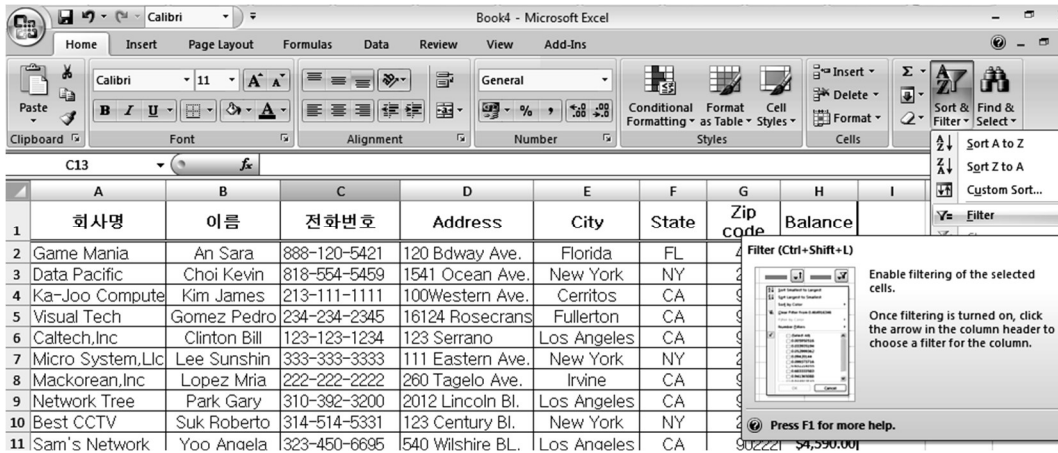 Calibri
Book4 - Microsoft Excel
Home Insert Page Layout Formulas Data Review View Add-Ins
Paste
Calibri 11 A A
General
B I U A
% ,
Conditional Formatting Format as Table Cell Styles
Insert
Delete
Format
Σ
Sort & Filter
Find & Select
Clipboard Font Alignment Number Styles Cells
Sort A to Z
Sort Z to A
Custom Sort...
Filter
C13 fx
A B C D E F G H I
1 회사명 이름 전화번호 Address City State Zip code Balance
2 Game Mania An Sara 888-120-5421 120 Bdway Ave. Florida FL
3 Data Pacific Choi Kevin 818-554-5459 1541 Ocean Ave. New York NY
4 Ka-Joo Compute Kim James 213-111-1111 100Western Ave. Cerritos CA
5 Visual Tech Gomez Pedro 234-234-2345 16124 Rosecrans Fullerton CA
6 Caltech,Inc Clinton Bill 123-123-1234 123 Serrano Los Angeles CA
7 Micro System,Llc Lee Sunshin 333-333-3333 111 Eastern Ave. New York NY
8 Mackorean,Inc Lopez Mria 222-222-2222 260 Tagelo Ave. Irvine CA
9 Network Tree Park Gary 310-392-3200 2012 Lincoln Bl. Los Angeles CA
10 Best CCTV Suk Roberto 314-514-5331 123 Century Bl. New York NY
11 Sam's Network Yoo Angela 323-450-6695 540 Wilshire BL. Los Angeles CA 90222 $4,590.00
Filter (Ctrl+Shift+L)
Enable filtering of the selected
cells.
Once filtering is turned on, click
the arrow in the column header to
choose a filter for the column.
Press F1 for more help.